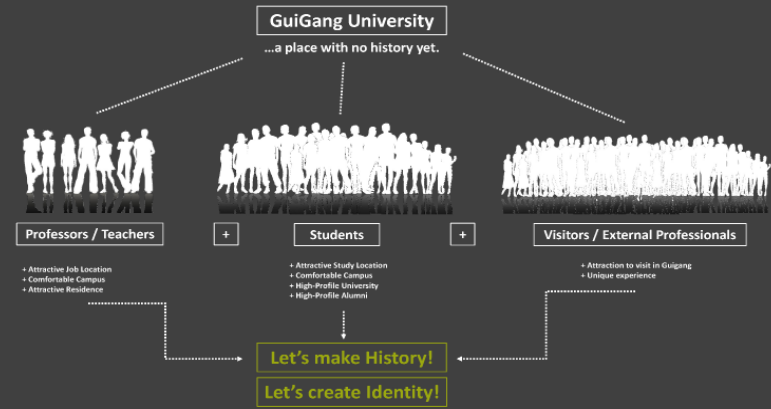 GuiGang University
...a place with no history yet.
Professors / Teachers
+
Students
+
Visitors / External Professionals
+ Attractive Job Location
+ Comfortable Campus
+ Attractive Residence
+ Attractive Study Location
+ Comfortable Campus
+ High-Profile University
+ High-Profile Alumni
+ Attraction to visit in Guigang
+ Unique experience
Let's make History!
Let's create Identity!